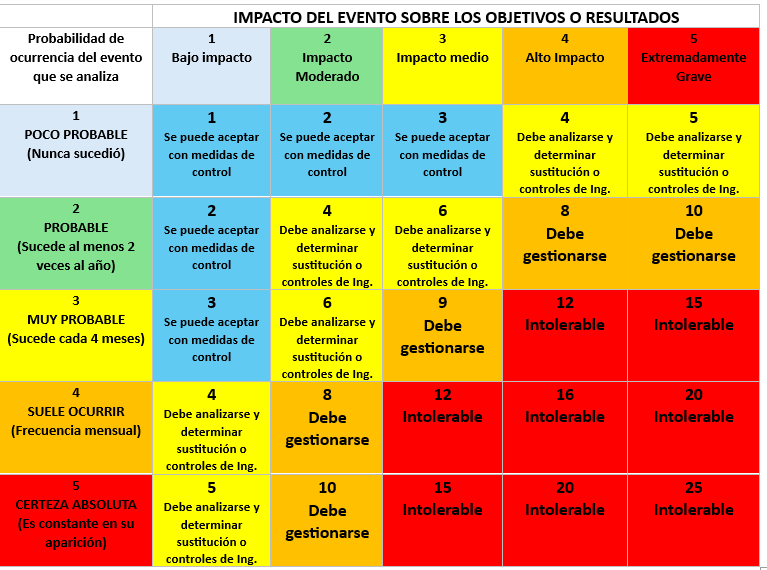 IMPACTO DEL EVENTO SOBRE LOS OBJETIVOS O RESULTADOS
Probabilidad de
ocurrencia del evento
que se analiza
1
Bajo impacto
2
Impacto
Moderado
3
Impacto medio
4
Alto Impacto
5
Extremadamente
Grave
1
POCO PROBABLE
(Nunca sucedió)
1
Se puede aceptar
con medidas de
control
2
Se puede aceptar
con medidas de
control
3
Se puede aceptar
con medidas de
control
4
Debe analizarse y
determinar
sustitución o
controles de Ing.
5
Debe analizarse y
determinar
sustitución o
controles de Ing.
2
PROBABLE
(Sucede al menos 2
veces al año)
2
Se puede aceptar
con medidas de
control
4
Debe analizarse y
determinar
sustitución o
controles de Ing.
6
Debe analizarse y
determinar
sustitución o
controles de Ing.
8
Debe
gestionarse
10
Debe
gestionarse
3
MUY PROBABLE
(Sucede cada 4 meses)
3
Se puede aceptar
con medidas de
control
6
Debe analizarse y
determinar
sustitución o
controles de Ing.
9
Debe
gestionarse
12
Intolerable
15
Intolerable
4
SUELE OCURRIR
(Frecuencia mensual)
4
Debe analizarse y
determinar
sustitución o
controles de Ing.
8
Debe
gestionarse
12
Intolerable
16
Intolerable
20
Intolerable
5
CERTEZA ABSOLUTA
(Es constante en su
aparición)
5
Debe analizarse y
determinar
sustitución o
controles de Ing.
10
Debe
gestionarse
15
Intolerable
20
Intolerable
25
Intolerable